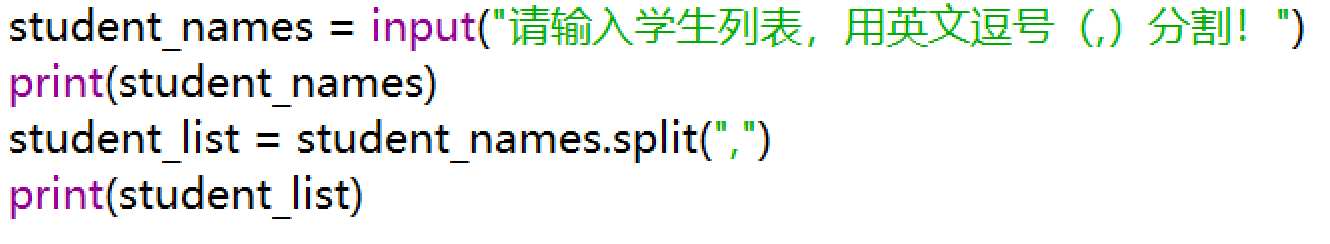 student_names = input("请输入学生列表，用英文逗号（,）分割！")
print(student_names)
student_list = student_names.split(",")
print(student_list)